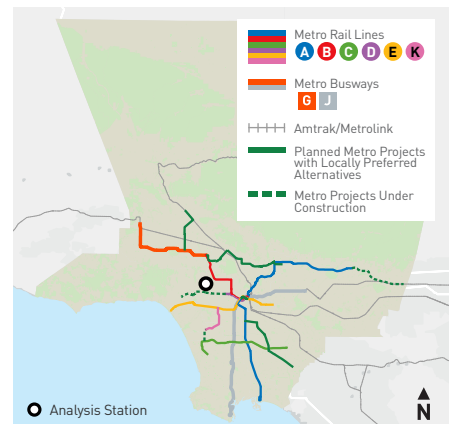 Metro Rail Lines
A B C D E K
Metro Busways
G J
Amtrak/Metrolink
Planned Metro Projects
with Locally Preferred
Alternatives
Metro Projects Under
Construction
Analysis Station
N